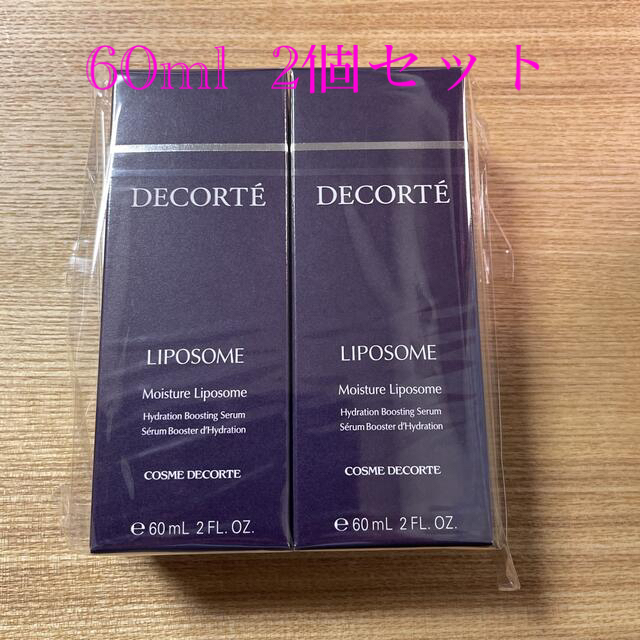 60ml 2個セット
DECORTÉ
LIPOSOME
Moisture Liposome
Hydration Boosting Serum
Sérum Booster d'Hydration
COSME DECORTE
℮ 60 mL 2 FL. OZ.
DECORTÉ
LIPOSOME
Moisture Liposome
Hydration Boosting Serum
Sérum Booster d'Hydration
COSME DECORTE
℮ 60 mL 2 FL. OZ.